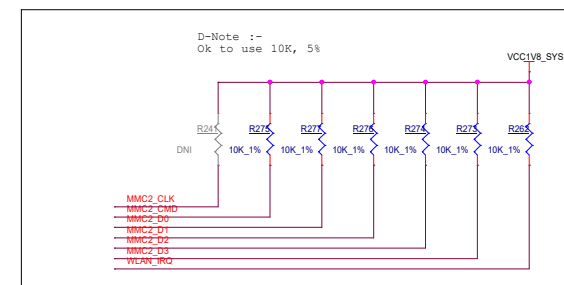 D-Note :-
Ok to use 10K, 5%
VCC1V8_SYS
R241 R275 R277 R276 R274 R273 R262
DNI 10K_1% 10K_1% 10K_1% 10K_1% 10K_1% 10K_1%
MMC2_CLK
MMC2_CMD
MMC2_D0
MMC2_D1
MMC2_D2
MMC2_D3
WLAN_IRQ